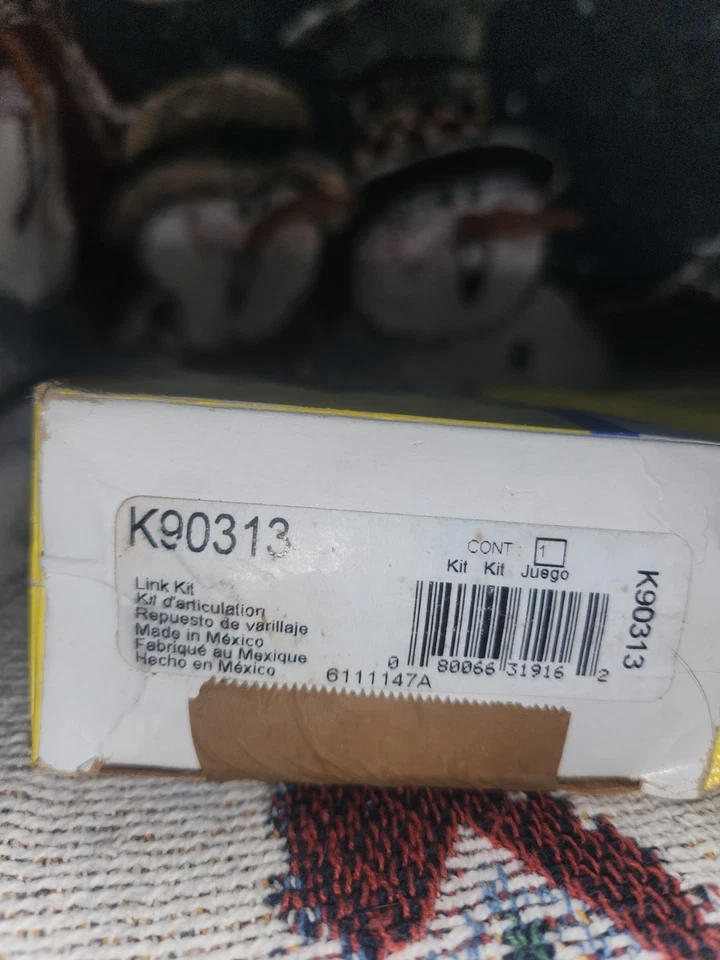 K90313
CONT 1
Kit Kit Juego
Link Kit
Kit d'articulation
Repuesto de varillaje
Made in México
Fabriqué au Mexique
Hecho en México
0 80066 31916 2
6111147A
K90313